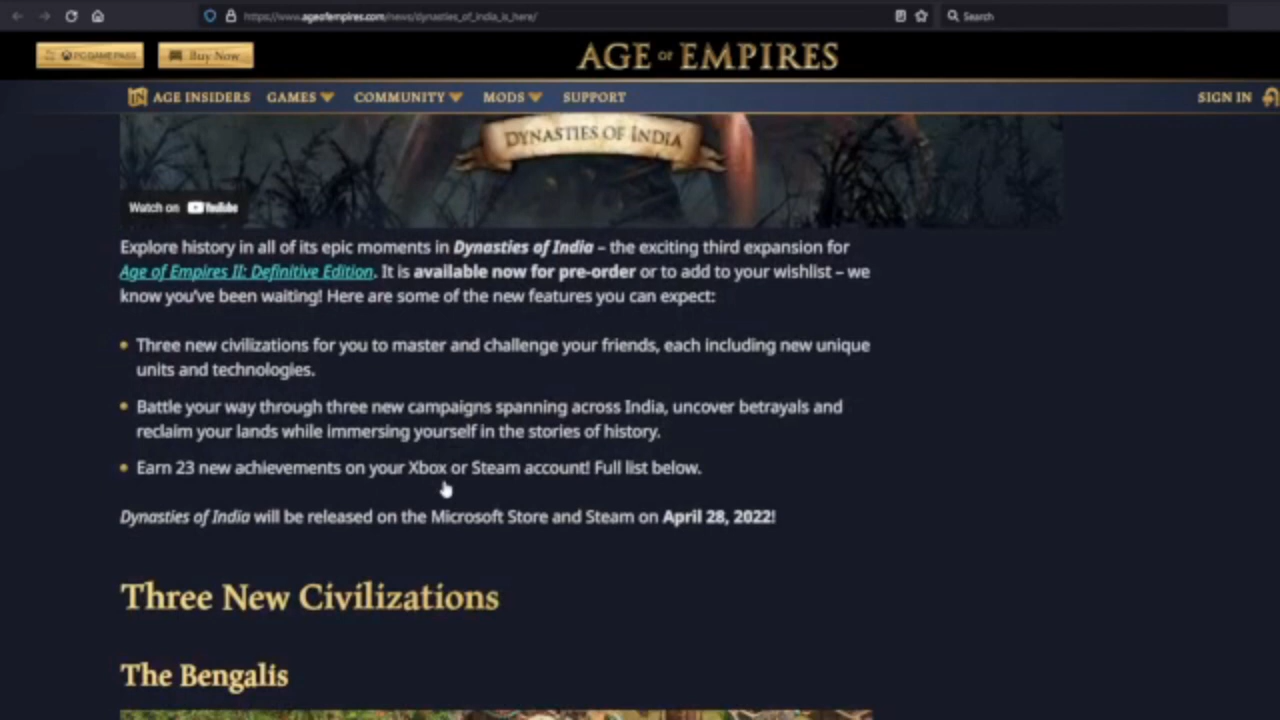 https://www.ageofempires.com/news/dynasties_of_india_is_here/
Search
PC GAME PASS
Buy Now
AGE OF EMPIRES
AGE INSIDERS GAMES COMMUNITY MODS SUPPORT SIGN IN
DYNASTIES OF INDIA
Watch on YouTube
Explore history in all of its epic moments in Dynasties of India – the exciting third expansion for
Age of Empires II: Definitive Edition. It is available now for pre-order or to add to your wishlist – we
know you've been waiting! Here are some of the new features you can expect:
Three new civilizations for you to master and challenge your friends, each including new unique
units and technologies.
Battle your way through three new campaigns spanning across India, uncover betrayals and
reclaim your lands while immersing yourself in the stories of history.
Earn 23 new achievements on your Xbox or Steam account! Full list below.
Dynasties of India will be released on the Microsoft Store and Steam on April 28, 2022!
Three New Civilizations
The Bengalis